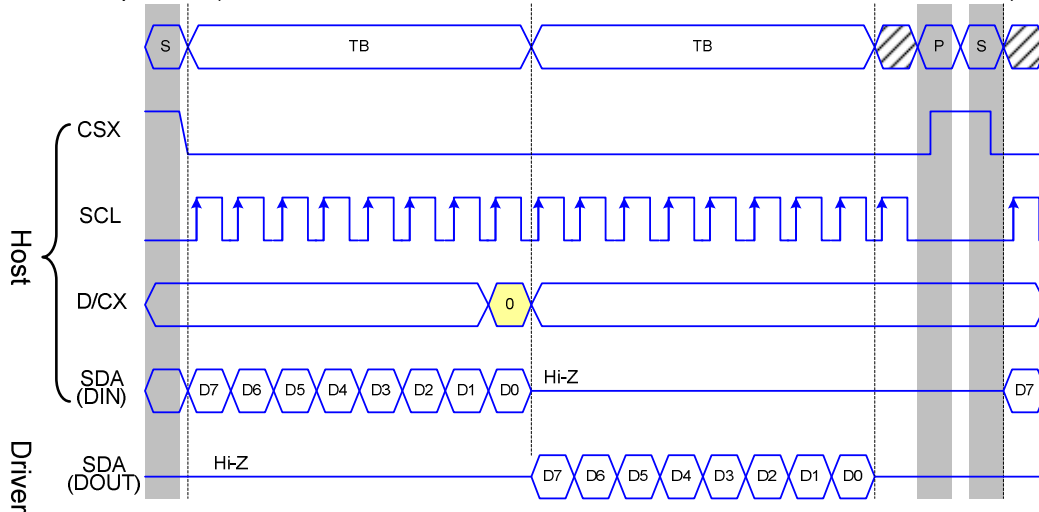 S TB TB P S
CSX
SCL
Host
D/CX 0
SDA
(DIN) D7 D6 D5 D4 D3 D2 D1 D0 Hi-Z D7
Driver
SDA
(DOUT) Hi-Z D7 D6 D5 D4 D3 D2 D1 D0